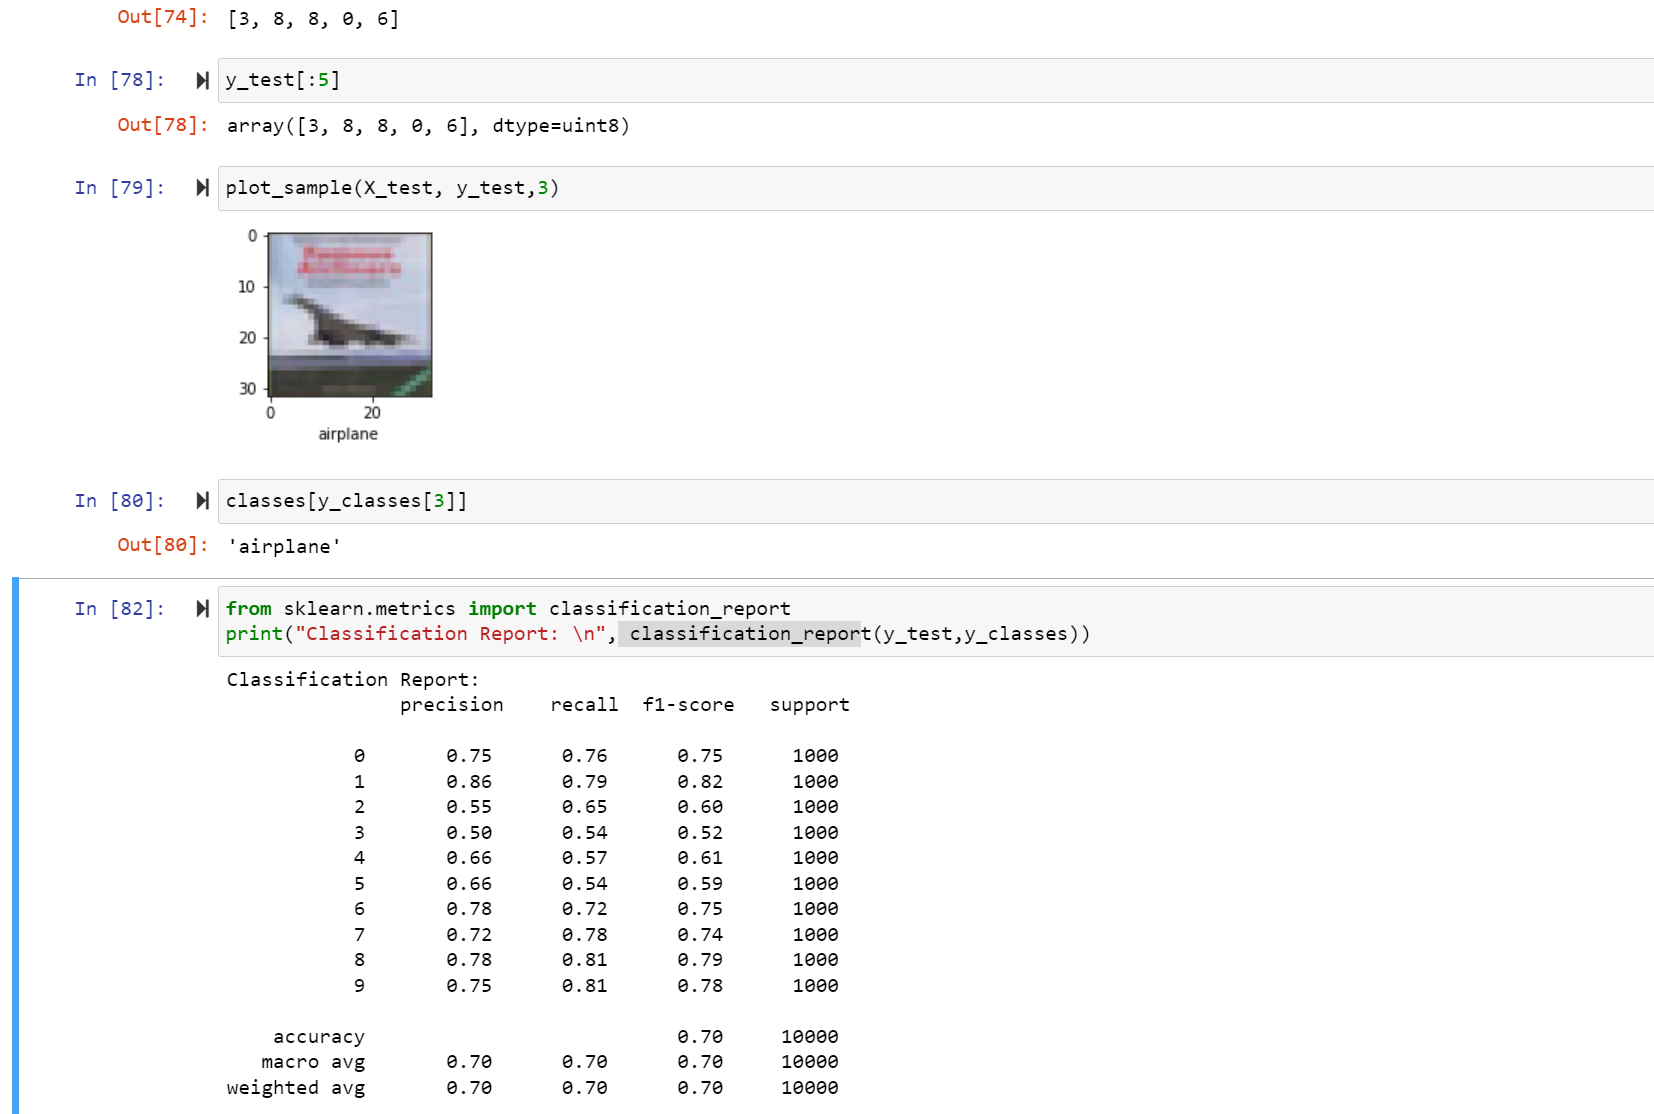 Out[74]: [3, 8, 8, 0, 6]
In [78]: y_test[:5]
Out[78]: array([3, 8, 8, 0, 6], dtype=uint8)
In [79]: plot_sample(X_test, y_test,3)
0
10
20
30
0 20
airplane
In [80]: classes[y_classes[3]]
Out[80]: 'airplane'
In [82]: from sklearn.metrics import classification_report
print("Classification Report: \n", classification_report(y_test,y_classes))
Classification Report:
precision recall f1-score support
0 0.75 0.76 0.75 1000
1 0.86 0.79 0.82 1000
2 0.55 0.65 0.60 1000
3 0.50 0.54 0.52 1000
4 0.66 0.57 0.61 1000
5 0.66 0.54 0.59 1000
6 0.78 0.72 0.75 1000
7 0.72 0.78 0.74 1000
8 0.78 0.81 0.79 1000
9 0.75 0.81 0.78 1000
accuracy 0.70 10000
macro avg 0.70 0.70 0.70 10000
weighted avg 0.70 0.70 0.70 10000